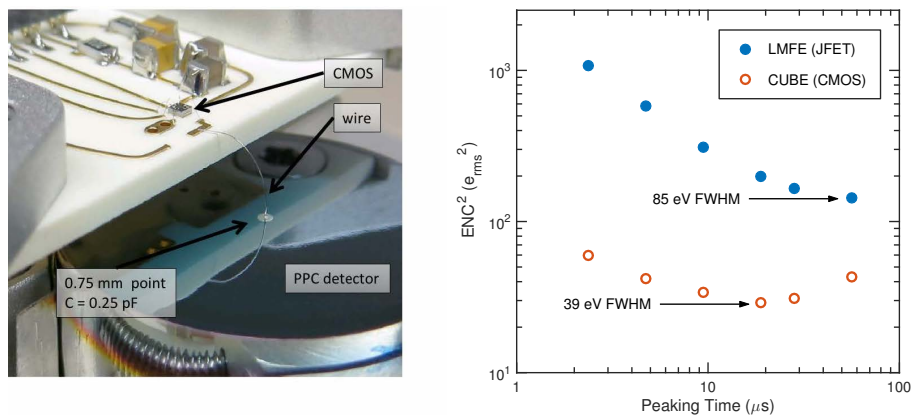 CMOS
wire
0.75 mm point
C = 0.25 pF
PPC detector
LMFE (JFET)
CUBE (CMOS)
85 eV FWHM
39 eV FWHM
ENC² (e_rms²)
10³
10²
10¹
1
10
100
Peaking Time (μs)